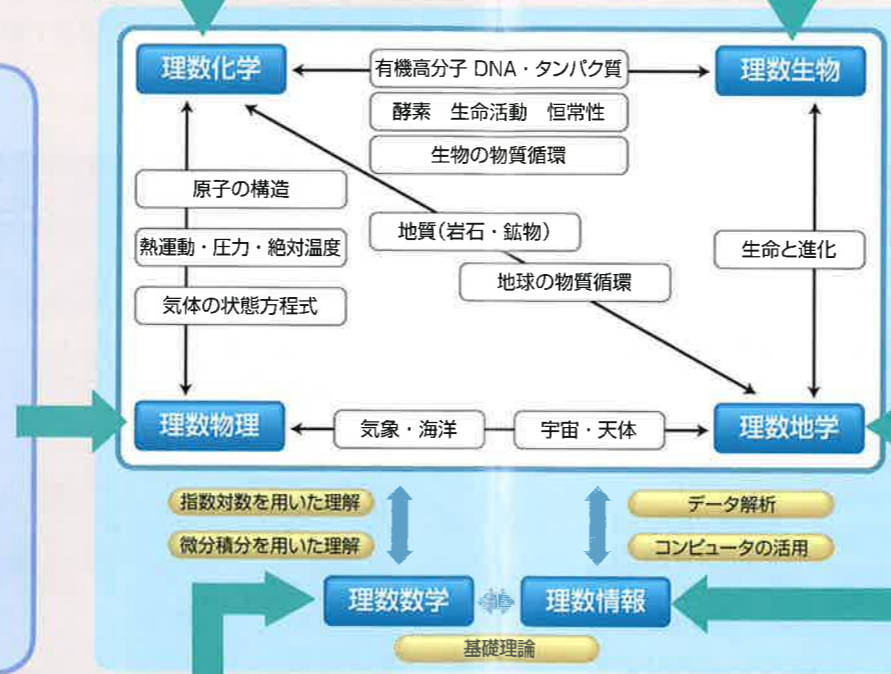 理数化学
有機高分子 DNA・タンパク質
理数生物
酵素　生命活動　恒常性
生物の物質循環
原子の構造
地質(岩石・鉱物)
熱運動・圧力・絶対温度
生命と進化
地球の物質循環
気体の状態方程式
理数物理
気象・海洋
宇宙・天体
理数地学
指数対数を用いた理解
データ解析
微分積分を用いた理解
コンピュータの活用
理数数学
理数情報
基礎理論